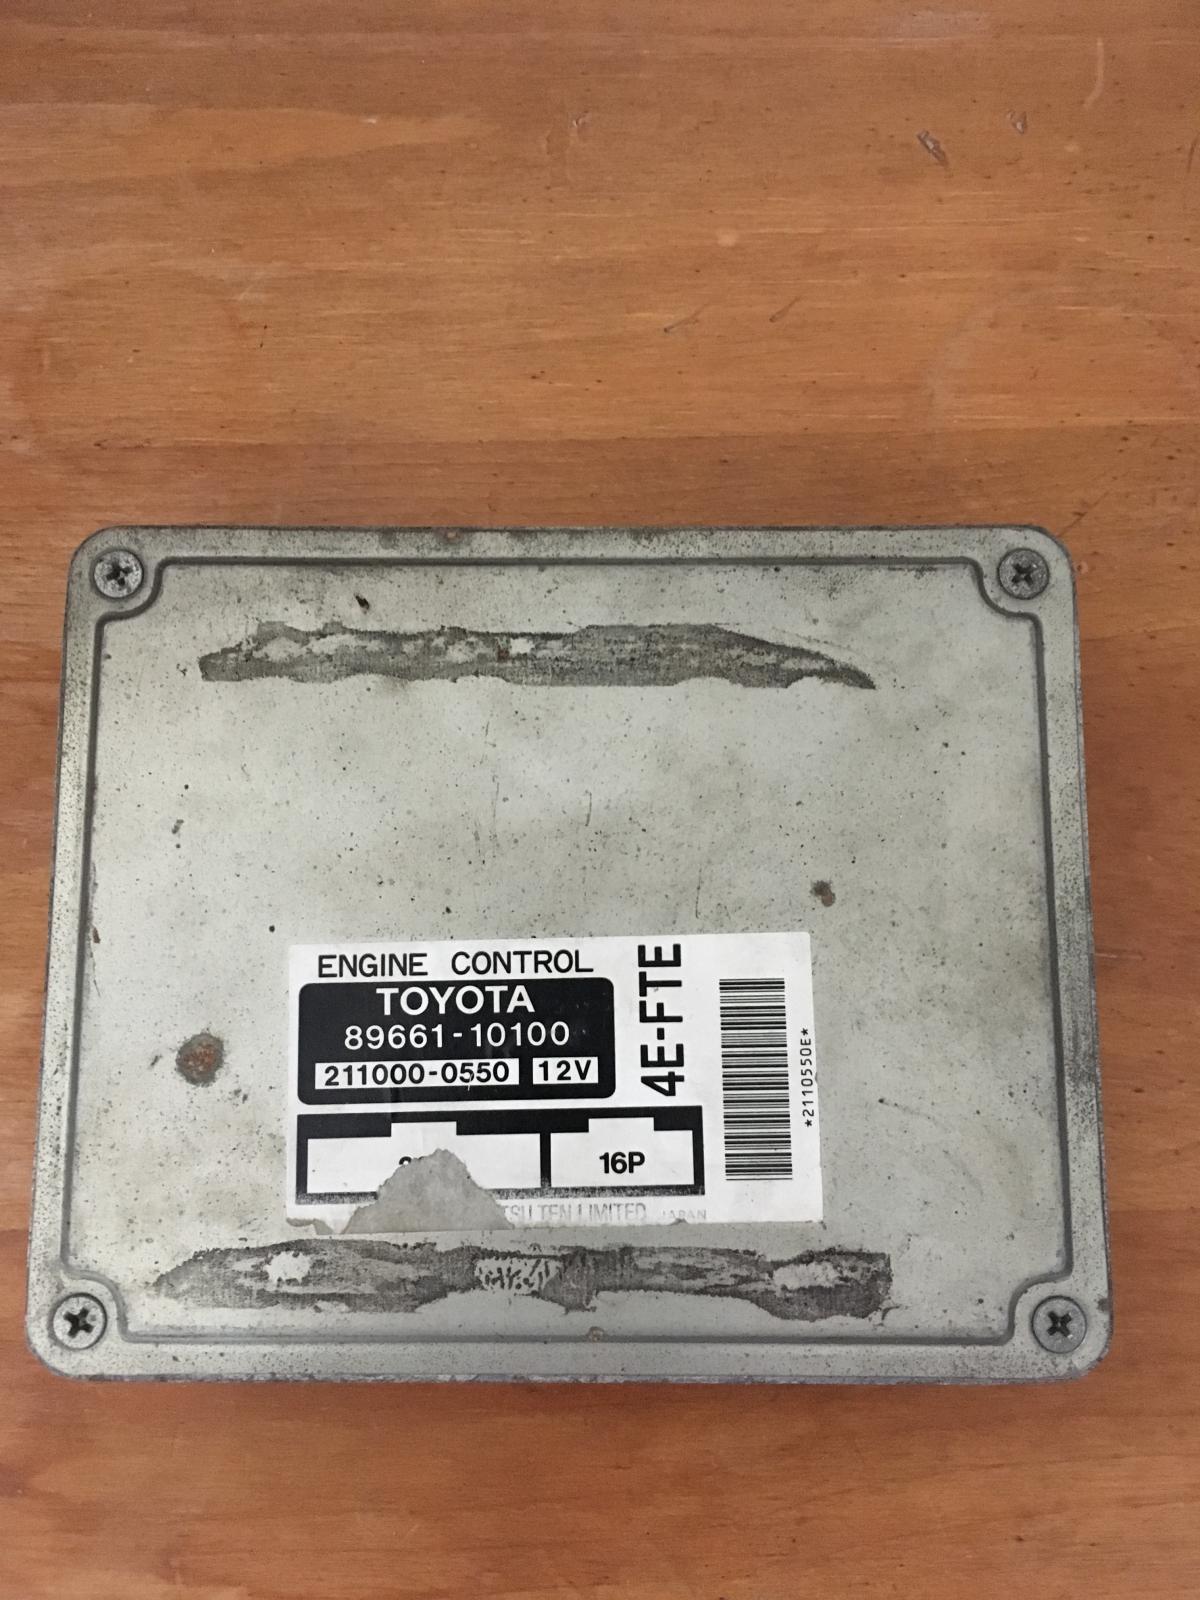 ENGINE CONTROL
TOYOTA
89661-10100
211000-0550 12V
4E-FTE
16P
TEN LIMITED JAPAN
*2110550E*